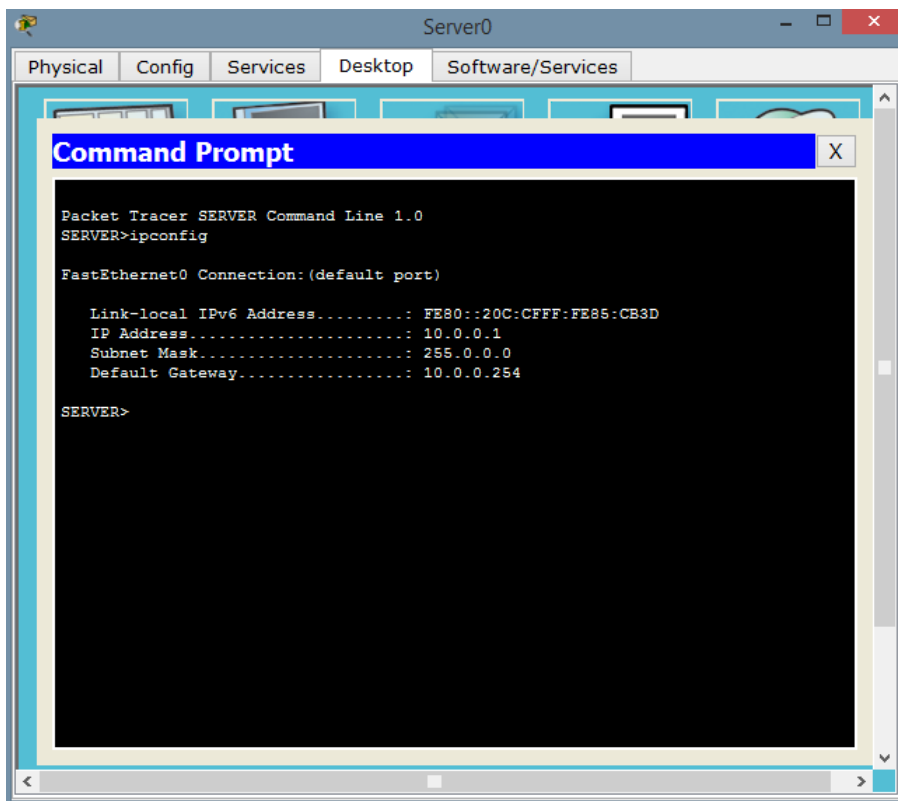 Server0
Physical Config Services Desktop Software/Services
Command Prompt X
Packet Tracer SERVER Command Line 1.0
SERVER>ipconfig
FastEthernet0 Connection:(default port)
Link-local IPv6 Address.........: FE80::20C:CFFF:FE85:CB3D
IP Address......................: 10.0.0.1
Subnet Mask.....................: 255.0.0.0
Default Gateway.................: 10.0.0.254
SERVER>